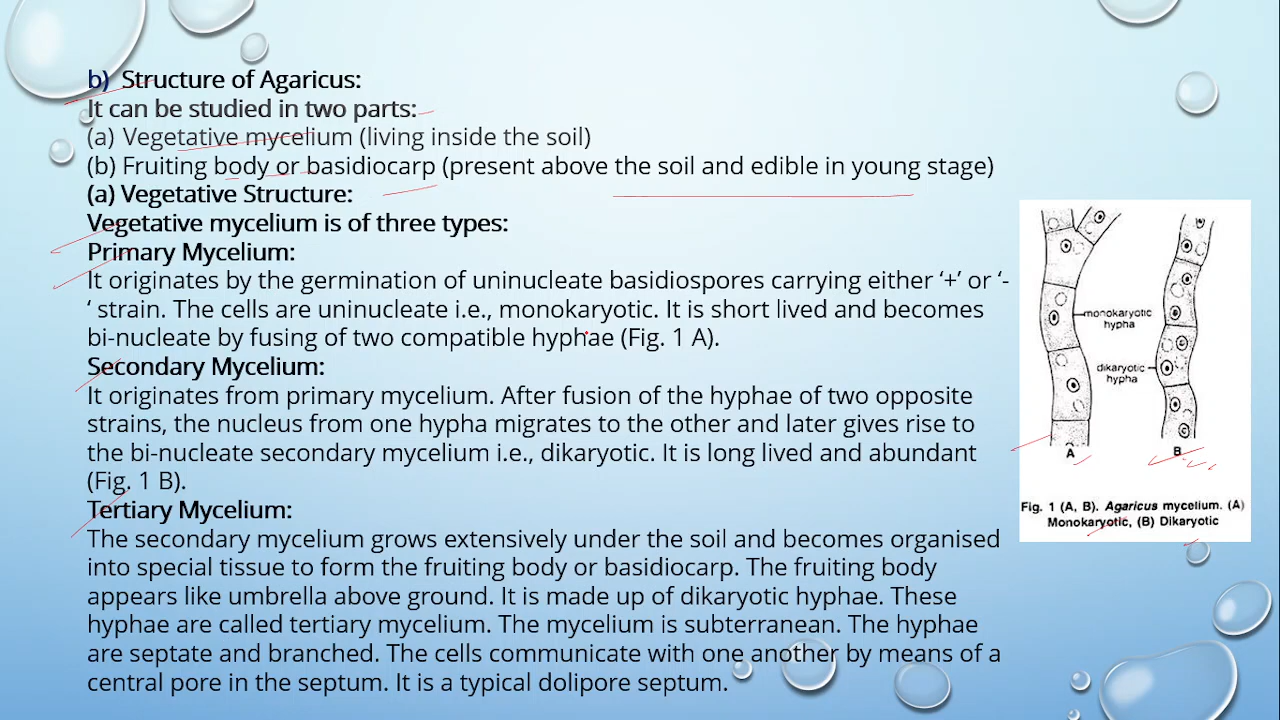 b) Structure of Agaricus:
It can be studied in two parts:
(a) Vegetative mycelium (living inside the soil)
(b) Fruiting body or basidiocarp (present above the soil and edible in young stage)
(a) Vegetative Structure:
Vegetative mycelium is of three types:
Primary Mycelium:
It originates by the germination of uninucleate basidiospores carrying either ‘+’ or ‘-
‘ strain. The cells are uninucleate i.e., monokaryotic. It is short lived and becomes
bi-nucleate by fusing of two compatible hyphae (Fig. 1 A).
Secondary Mycelium:
It originates from primary mycelium. After fusion of the hyphae of two opposite
strains, the nucleus from one hypha migrates to the other and later gives rise to
the bi-nucleate secondary mycelium i.e., dikaryotic. It is long lived and abundant
(Fig. 1 B).
Tertiary Mycelium:
The secondary mycelium grows extensively under the soil and becomes organised
into special tissue to form the fruiting body or basidiocarp. The fruiting body
appears like umbrella above ground. It is made up of dikaryotic hyphae. These
hyphae are called tertiary mycelium. The mycelium is subterranean. The hyphae
are septate and branched. The cells communicate with one another by means of a
central pore in the septum. It is a typical dolipore septum.
monokaryotic
hypha
dikaryotic
hypha
A B
Fig. 1 (A, B). Agaricus mycelium. (A)
Monokaryotic, (B) Dikaryotic